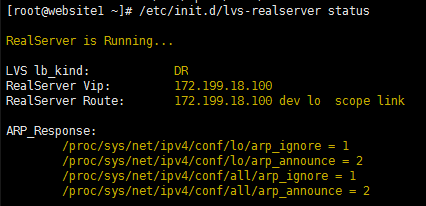 [root@website1 ~]# /etc/init.d/lvs-realserver status
RealServer is Running...
LVS lb_kind: DR
RealServer Vip: 172.199.18.100
RealServer Route: 172.199.18.100 dev lo scope link
ARP_Response:
/proc/sys/net/ipv4/conf/lo/arp_ignore = 1
/proc/sys/net/ipv4/conf/lo/arp_announce = 2
/proc/sys/net/ipv4/conf/all/arp_ignore = 1
/proc/sys/net/ipv4/conf/all/arp_announce = 2